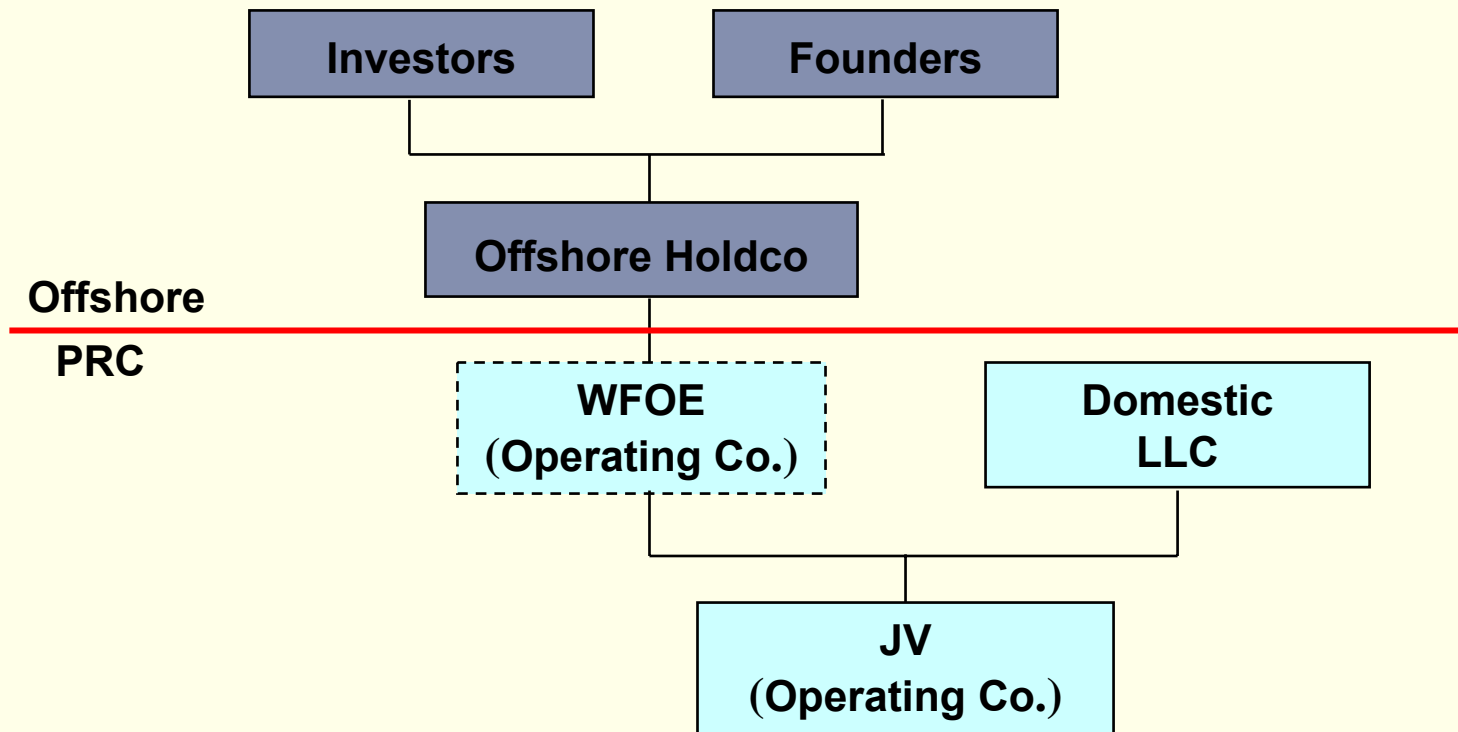 Investors
Founders
Offshore Holdco
Offshore
PRC
WFOE
(Operating Co.)
Domestic
LLC
JV
(Operating Co.)